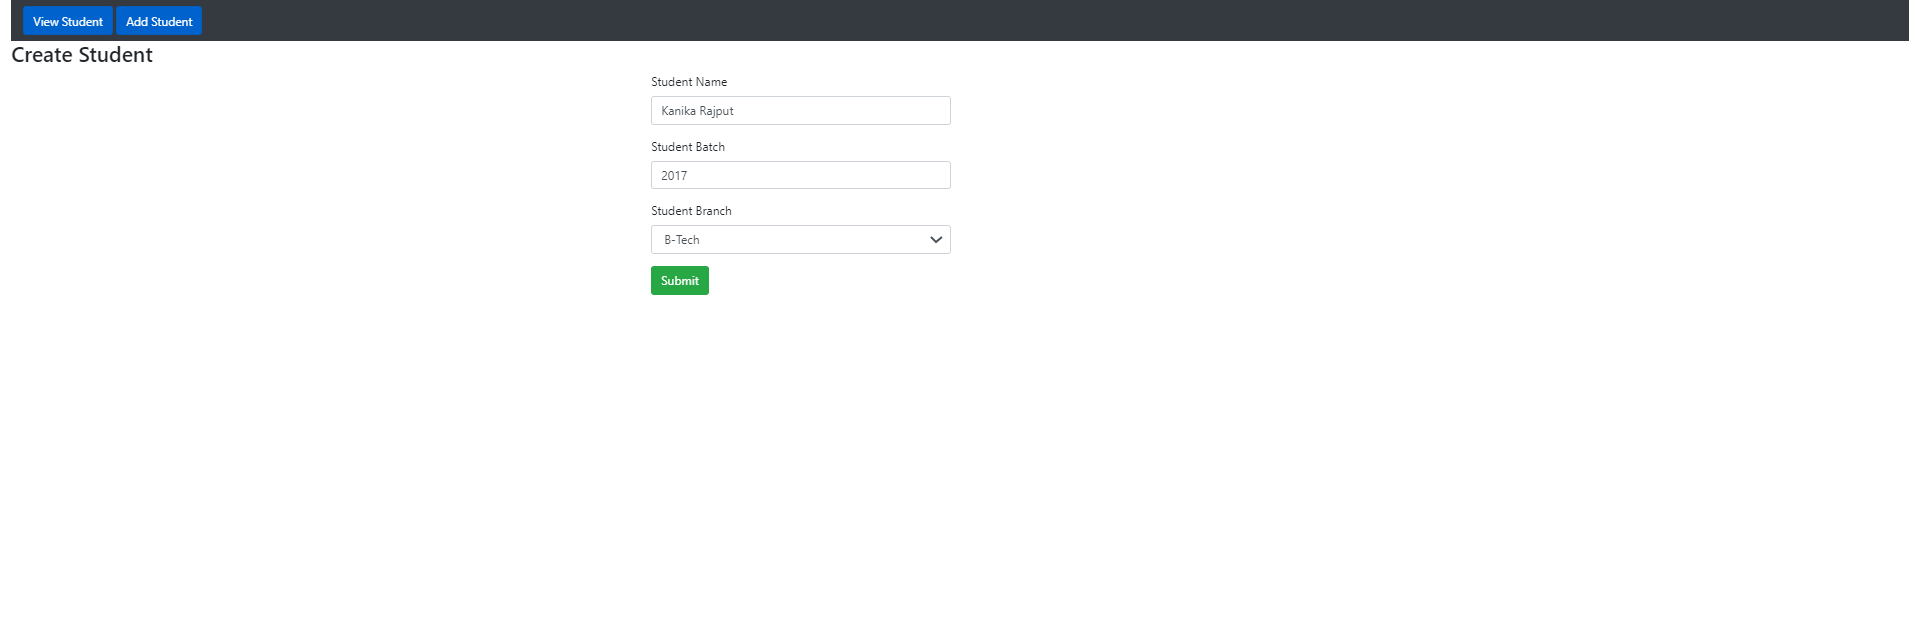 View Student Add Student
Create Student
Student Name
Kanika Rajput
Student Batch
2017
Student Branch
B-Tech
Submit